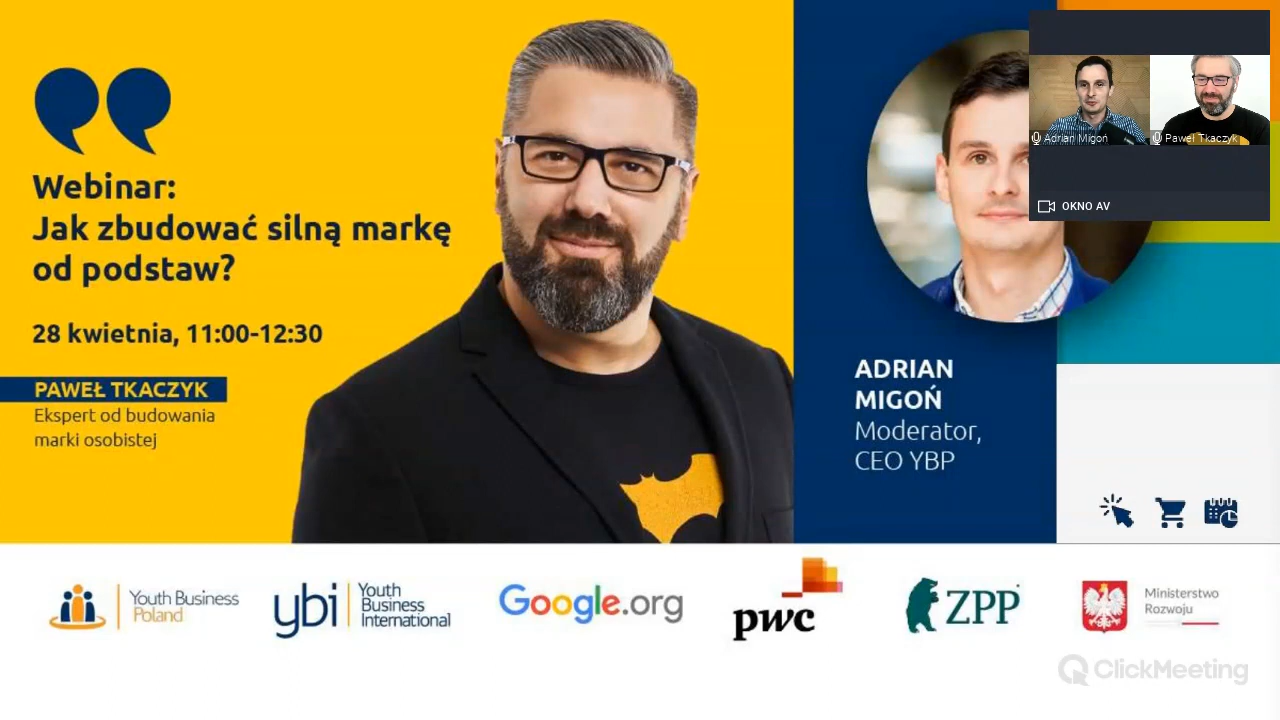 Webinar:
Jak zbudować silną markę
od podstaw?
28 kwietnia, 11:00-12:30
PAWEŁ TKACZYK
Ekspert od budowania
marki osobistej
ADRIAN
MIGOŃ
Moderator,
CEO YBP
Adrian Migoń
Paweł Tkaczyk
OKNO AV
Youth Business
Poland
ybi
Youth
Business
International
Google.org
pwc
ZPP
Ministerstwo
Rozwoju
ClickMeeting